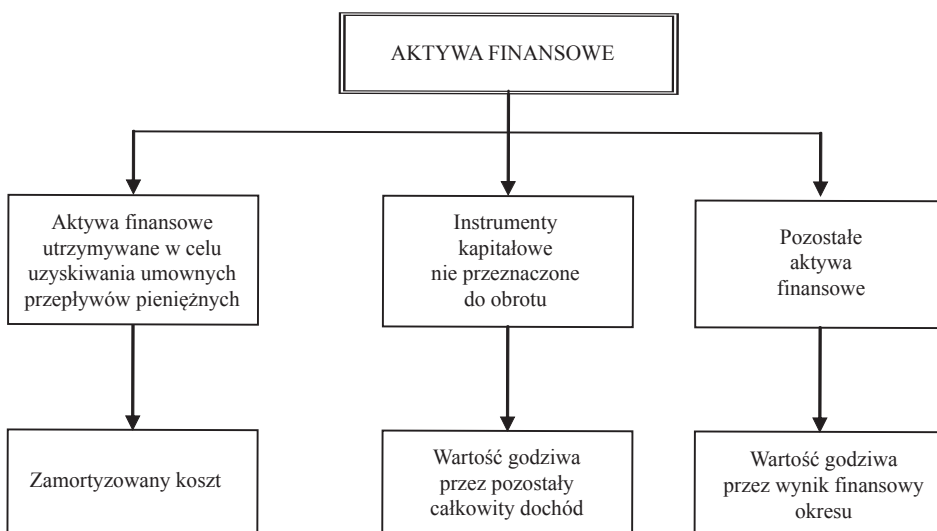 AKTYWA FINANSOWE
Aktywa finansowe
utrzymywane w celu
uzyskiwania umownych
przepływów pieniężnych
Instrumenty
kapitałowe
nie przeznaczone
do obrotu
Pozostałe
aktywa
finansowe
Zamortyzowany koszt
Wartość godziwa
przez pozostały
całkowity dochód
Wartość godziwa
przez wynik finansowy
okresu